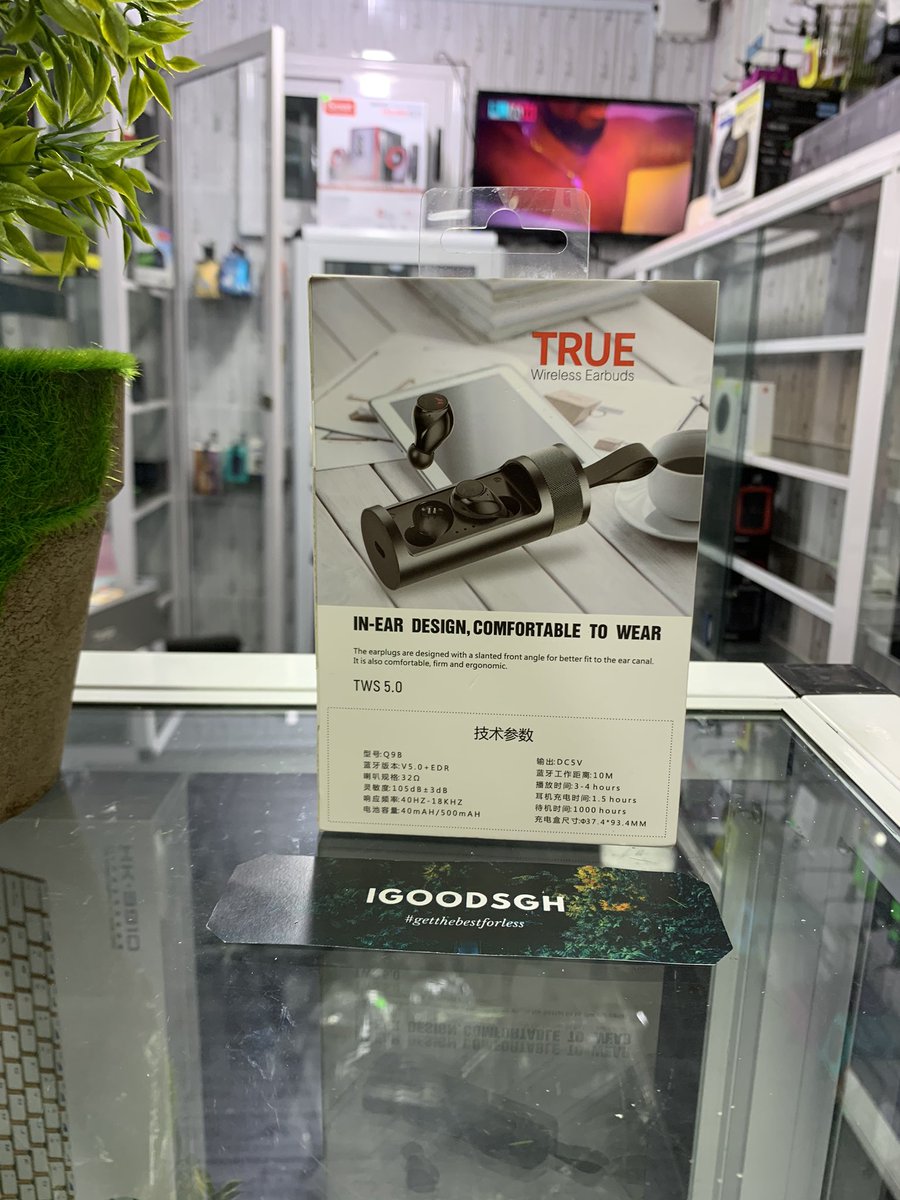 TRUE
Wireless Earbuds
IN-EAR DESIGN, COMFORTABLE TO WEAR
The earplugs are designed with a slanted front angle for better fit to the ear canal.
It is also comfortable, firm and ergonomic.
TWS 5.0
技术参数
型号:Q9B
蓝牙版本:V5.0+EDR
喇叭规格:32Ω
灵敏度:105dB±3dB
响应频率:40HZ-18KHZ
电池容量:40mAH/500mAH
输出:DC5V
蓝牙工作距离:10M
播放时间:3-4 hours
耳机充电时间:1.5 hours
待机时间:1000 hours
充电盒尺寸:Φ37.4*93.4MM
IGOODSGH
#getthebestforless